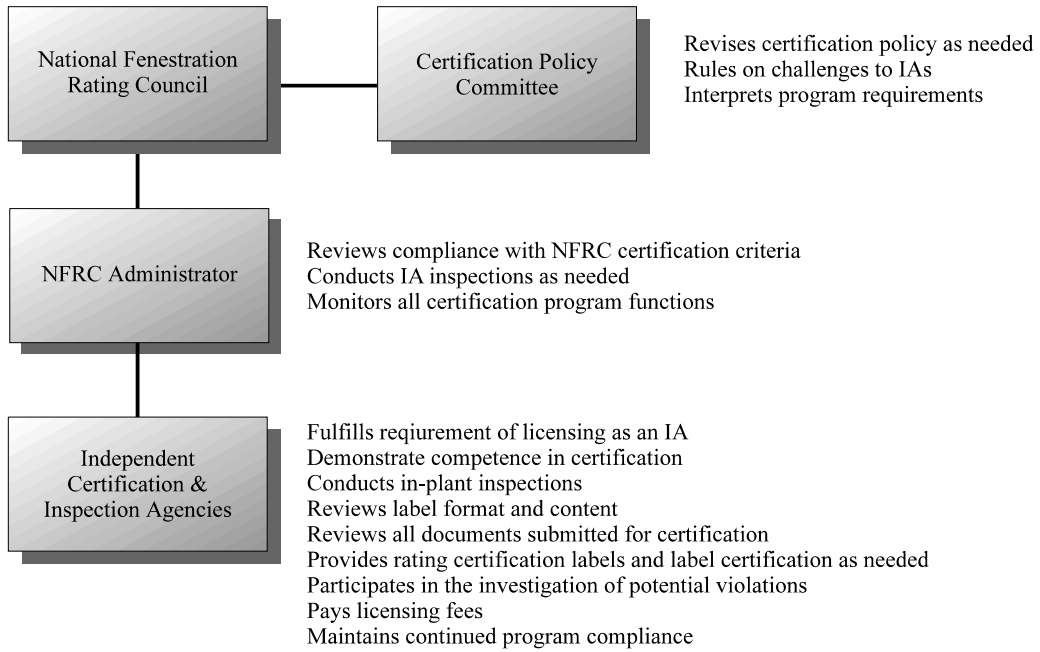 National Fenestration
Rating Council
Certification Policy
Committee
Revises certification policy as needed
Rules on challenges to IAs
Interprets program requirements
NFRC Administrator
Reviews compliance with NFRC certification criteria
Conducts IA inspections as needed
Monitors all certification program functions
Independent
Certification &
Inspection Agencies
Fulfills reqiurement of licensing as an IA
Demonstrate competence in certification
Conducts in-plant inspections
Reviews label format and content
Reviews all documents submitted for certification
Provides rating certification labels and label certification as needed
Participates in the investigation of potential violations
Pays licensing fees
Maintains continued program compliance